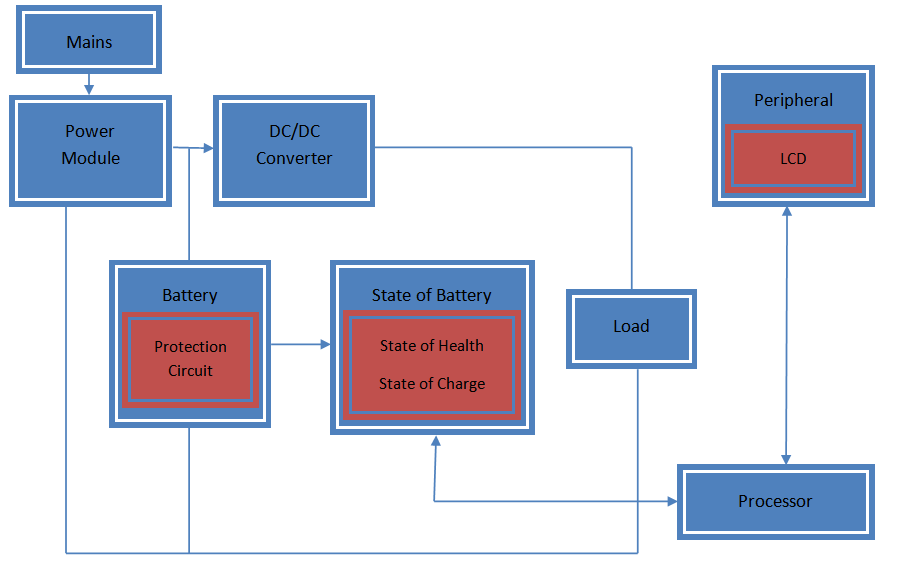 Mains
Power
Module
DC/DC
Converter
Peripheral
LCD
Battery
Protection
Circuit
State of Battery
State of Health
State of Charge
Load
Processor